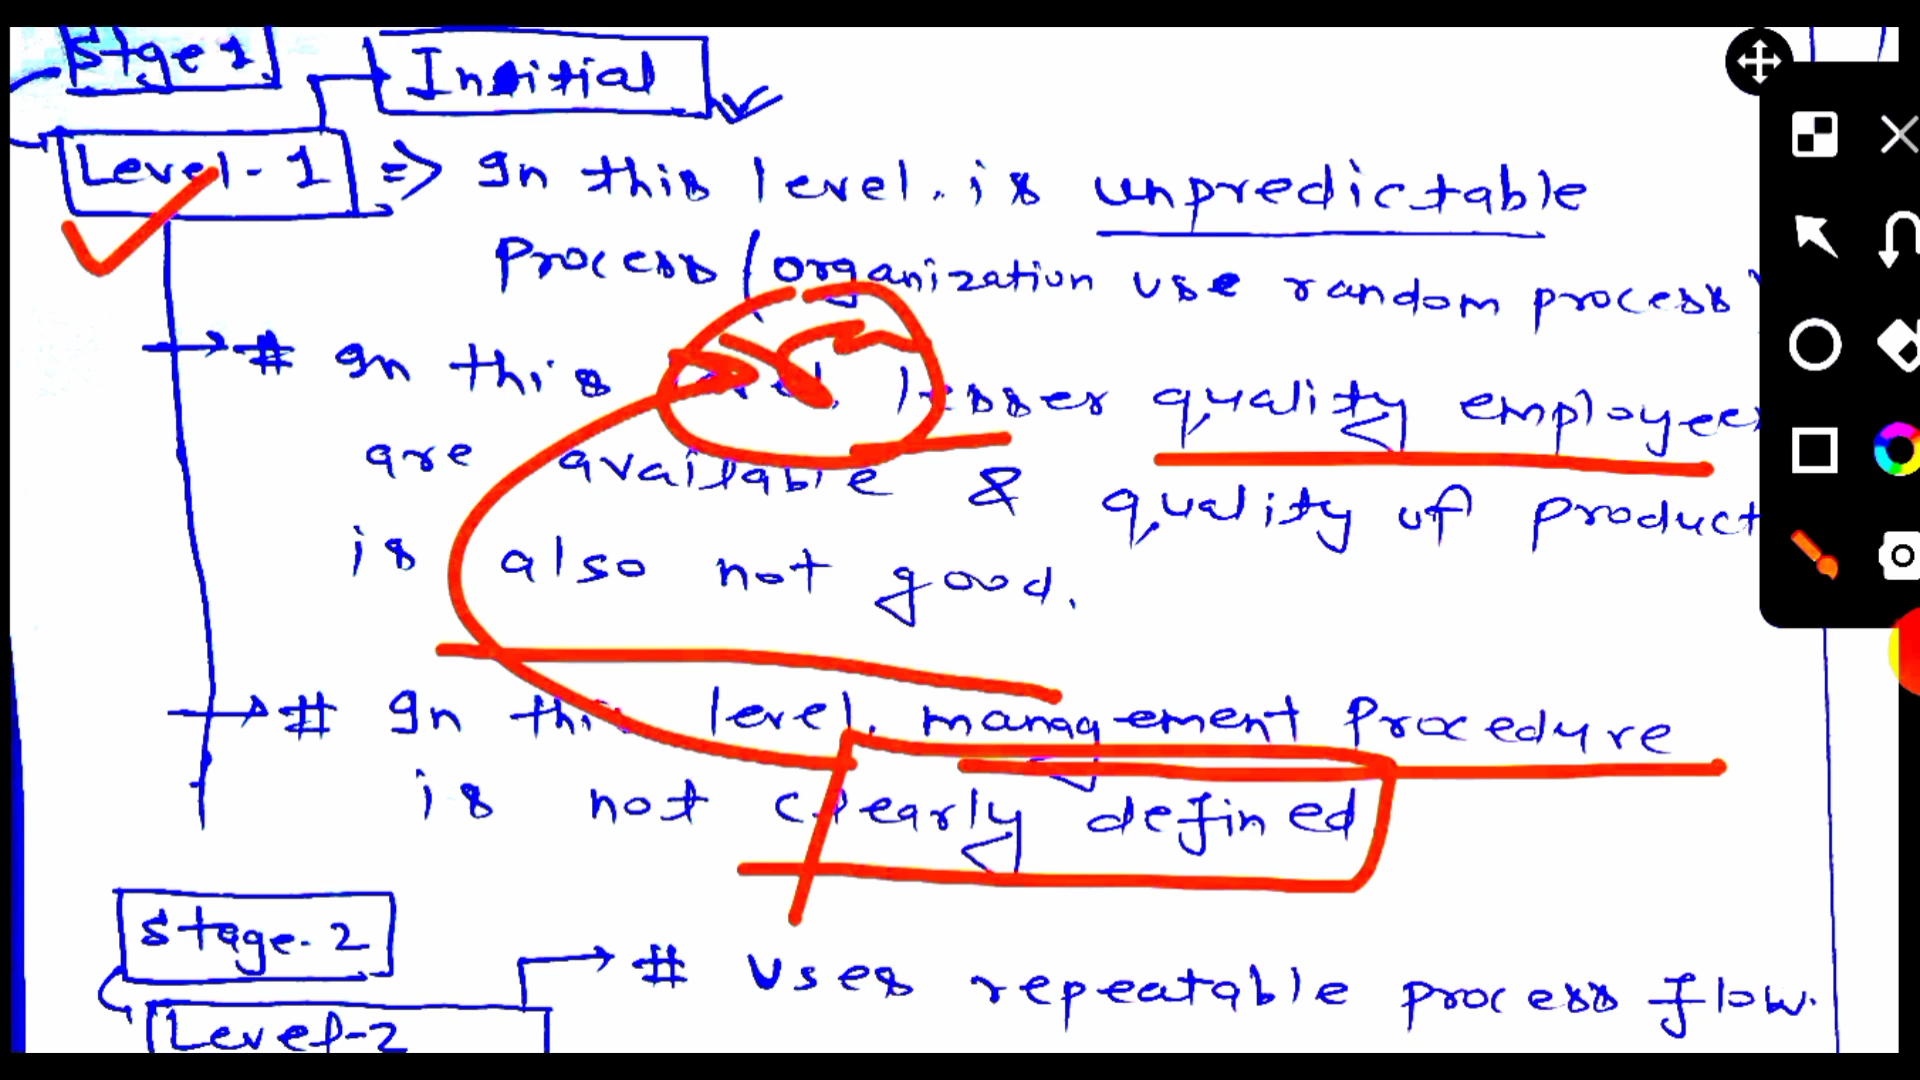 Stge 1
Initial
Level-1 => In this level. is unpredictable
Process (organization use random process)
# In this lesser quality employees
are available & quality of product
is also not good.
# In this level. management Procedure
is not clearly defined
Stage-2
# uses repeatable process flow.
Level-2